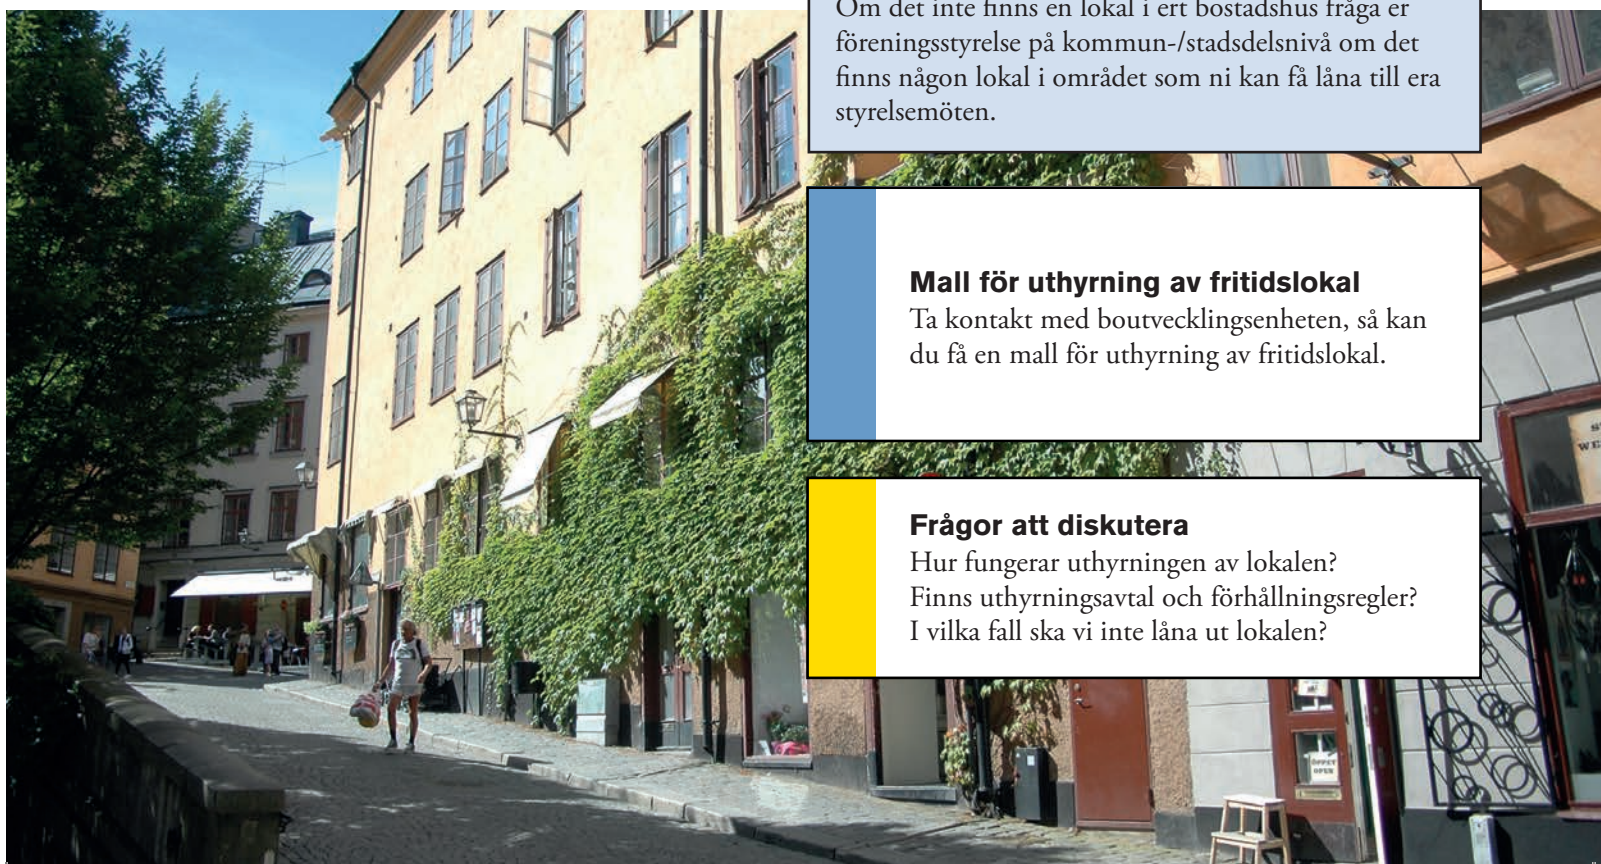 Om det inte finns en lokal i ert bostadshus fråga er
föreningsstyrelse på kommun-/stadsdelsnivå om det
finns någon lokal i området som ni kan få låna till era
styrelsemöten.
Mall för uthyrning av fritidslokal
Ta kontakt med boutvecklingsenheten, så kan
du få en mall för uthyrning av fritidslokal.
Frågor att diskutera
Hur fungerar uthyrningen av lokalen?
Finns uthyrningsavtal och förhållningsregler?
I vilka fall ska vi inte låna ut lokalen?
ÖPPET
OPEN